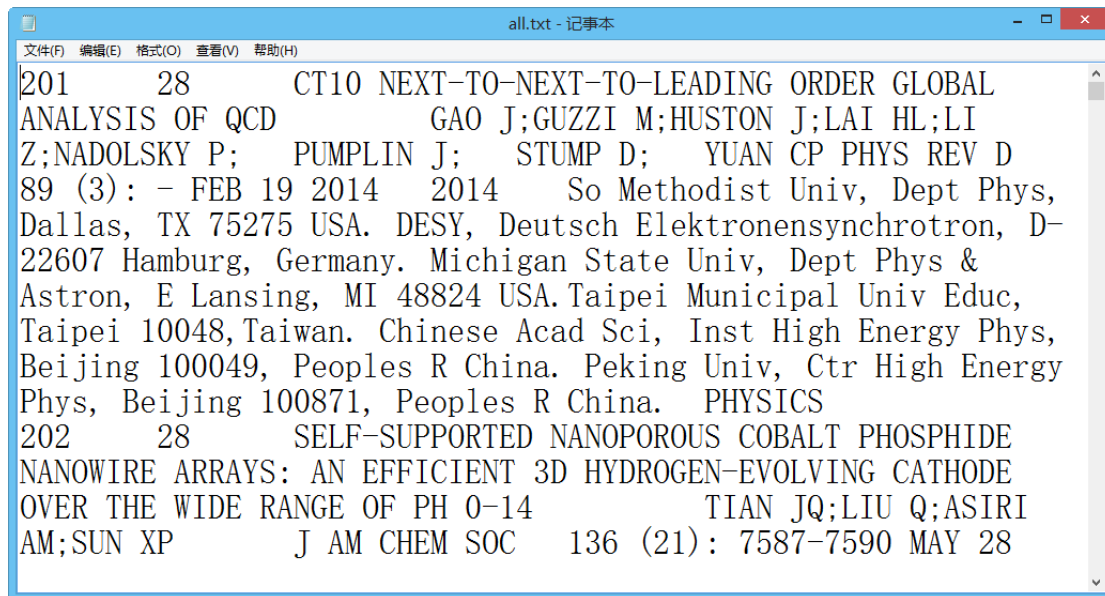 all.txt - 记事本
文件(F) 编辑(E) 格式(O) 查看(V) 帮助(H)
201 28 CT10 NEXT-TO-NEXT-TO-LEADING ORDER GLOBAL
ANALYSIS OF QCD GAO J;GUZZI M;HUSTON J;LAI HL;LI
Z;NADOLSKY P; PUMPLIN J; STUMP D; YUAN CP PHYS REV D
89 (3): - FEB 19 2014 2014 So Methodist Univ, Dept Phys,
Dallas, TX 75275 USA. DESY, Deutsch Elektronensynchrotron, D-
22607 Hamburg, Germany. Michigan State Univ, Dept Phys &
Astron, E Lansing, MI 48824 USA.Taipei Municipal Univ Educ,
Taipei 10048,Taiwan. Chinese Acad Sci, Inst High Energy Phys,
Beijing 100049, Peoples R China. Peking Univ, Ctr High Energy
Phys, Beijing 100871, Peoples R China. PHYSICS
202 28 SELF-SUPPORTED NANOPOROUS COBALT PHOSPHIDE
NANOWIRE ARRAYS: AN EFFICIENT 3D HYDROGEN-EVOLVING CATHODE
OVER THE WIDE RANGE OF PH 0-14 TIAN JQ;LIU Q;ASIRI
AM;SUN XP J AM CHEM SOC 136 (21): 7587-7590 MAY 28